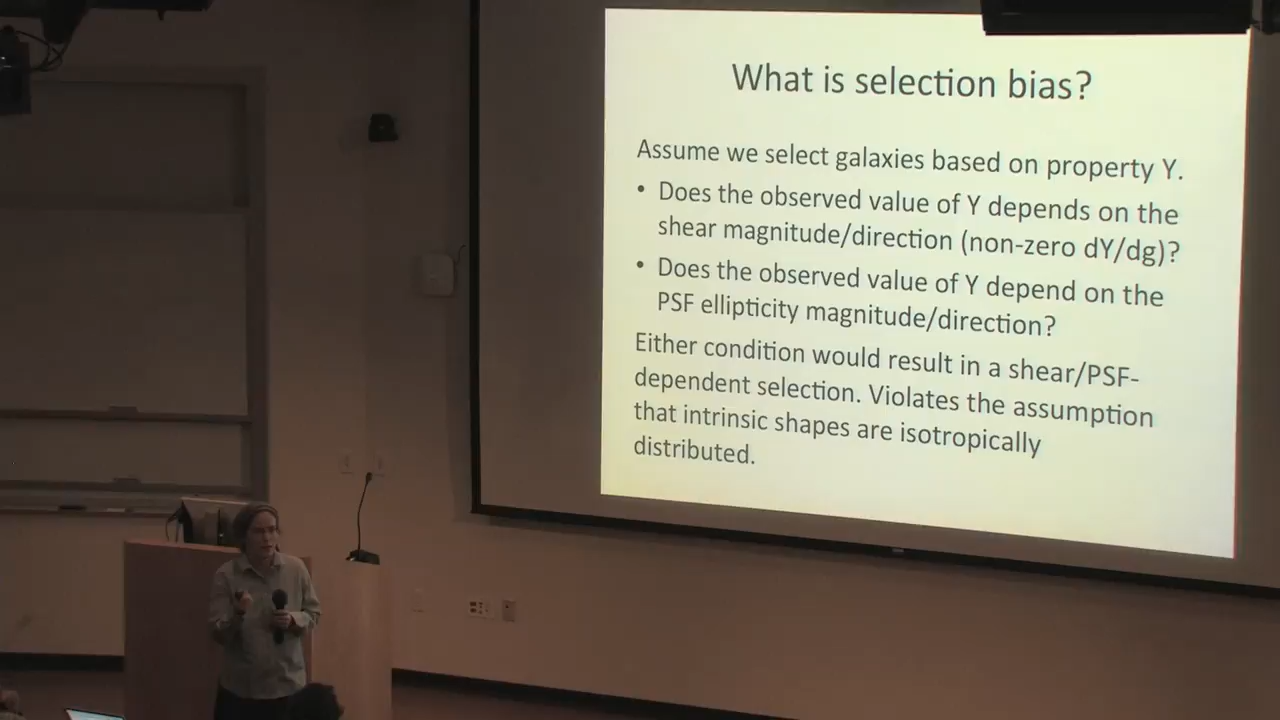 What is selection bias?
Assume we select galaxies based on property Y.
• Does the observed value of Y depends on the
shear magnitude/direction (non-zero dY/dg)?
• Does the observed value of Y depend on the
PSF ellipticity magnitude/direction?
Either condition would result in a shear/PSF-
dependent selection. Violates the assumption
that intrinsic shapes are isotropically
distributed.